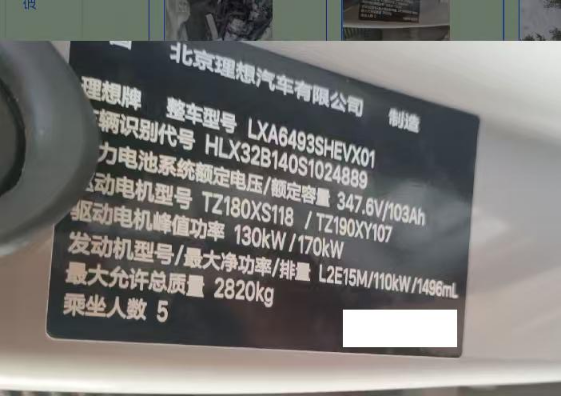 北京理想汽车有限公司 制造
理想牌 整车型号 LXA6493SHEVX01
辆识别代号 HLX32B140S1024889
力电池系统额定电压/额定容量 347.6V/103Ah
动电机型号 TZ180XS118 / TZ190XY107
驱动电机峰值功率 130kW/170kW
发动机型号/最大净功率/排量 L2E15M/110kW/1496mL
最大允许总质量 2820kg
乘坐人数 5